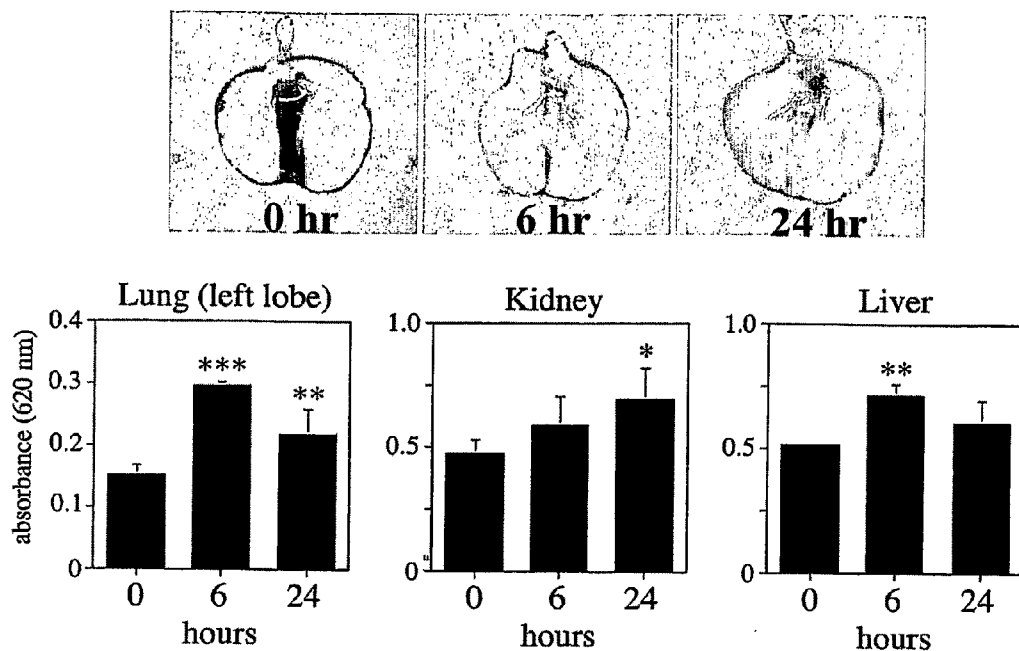 0 hr
6 hr
24 hr
Lung (left lobe)
Kidney
Liver
absorbance (620 nm)
0.4
0.3
0.2
0.1
0
***
**
0 6 24
hours
1.0
0.5
0
*
0 6 24
hours
1.0
0.5
0
**
0 6 24
hours